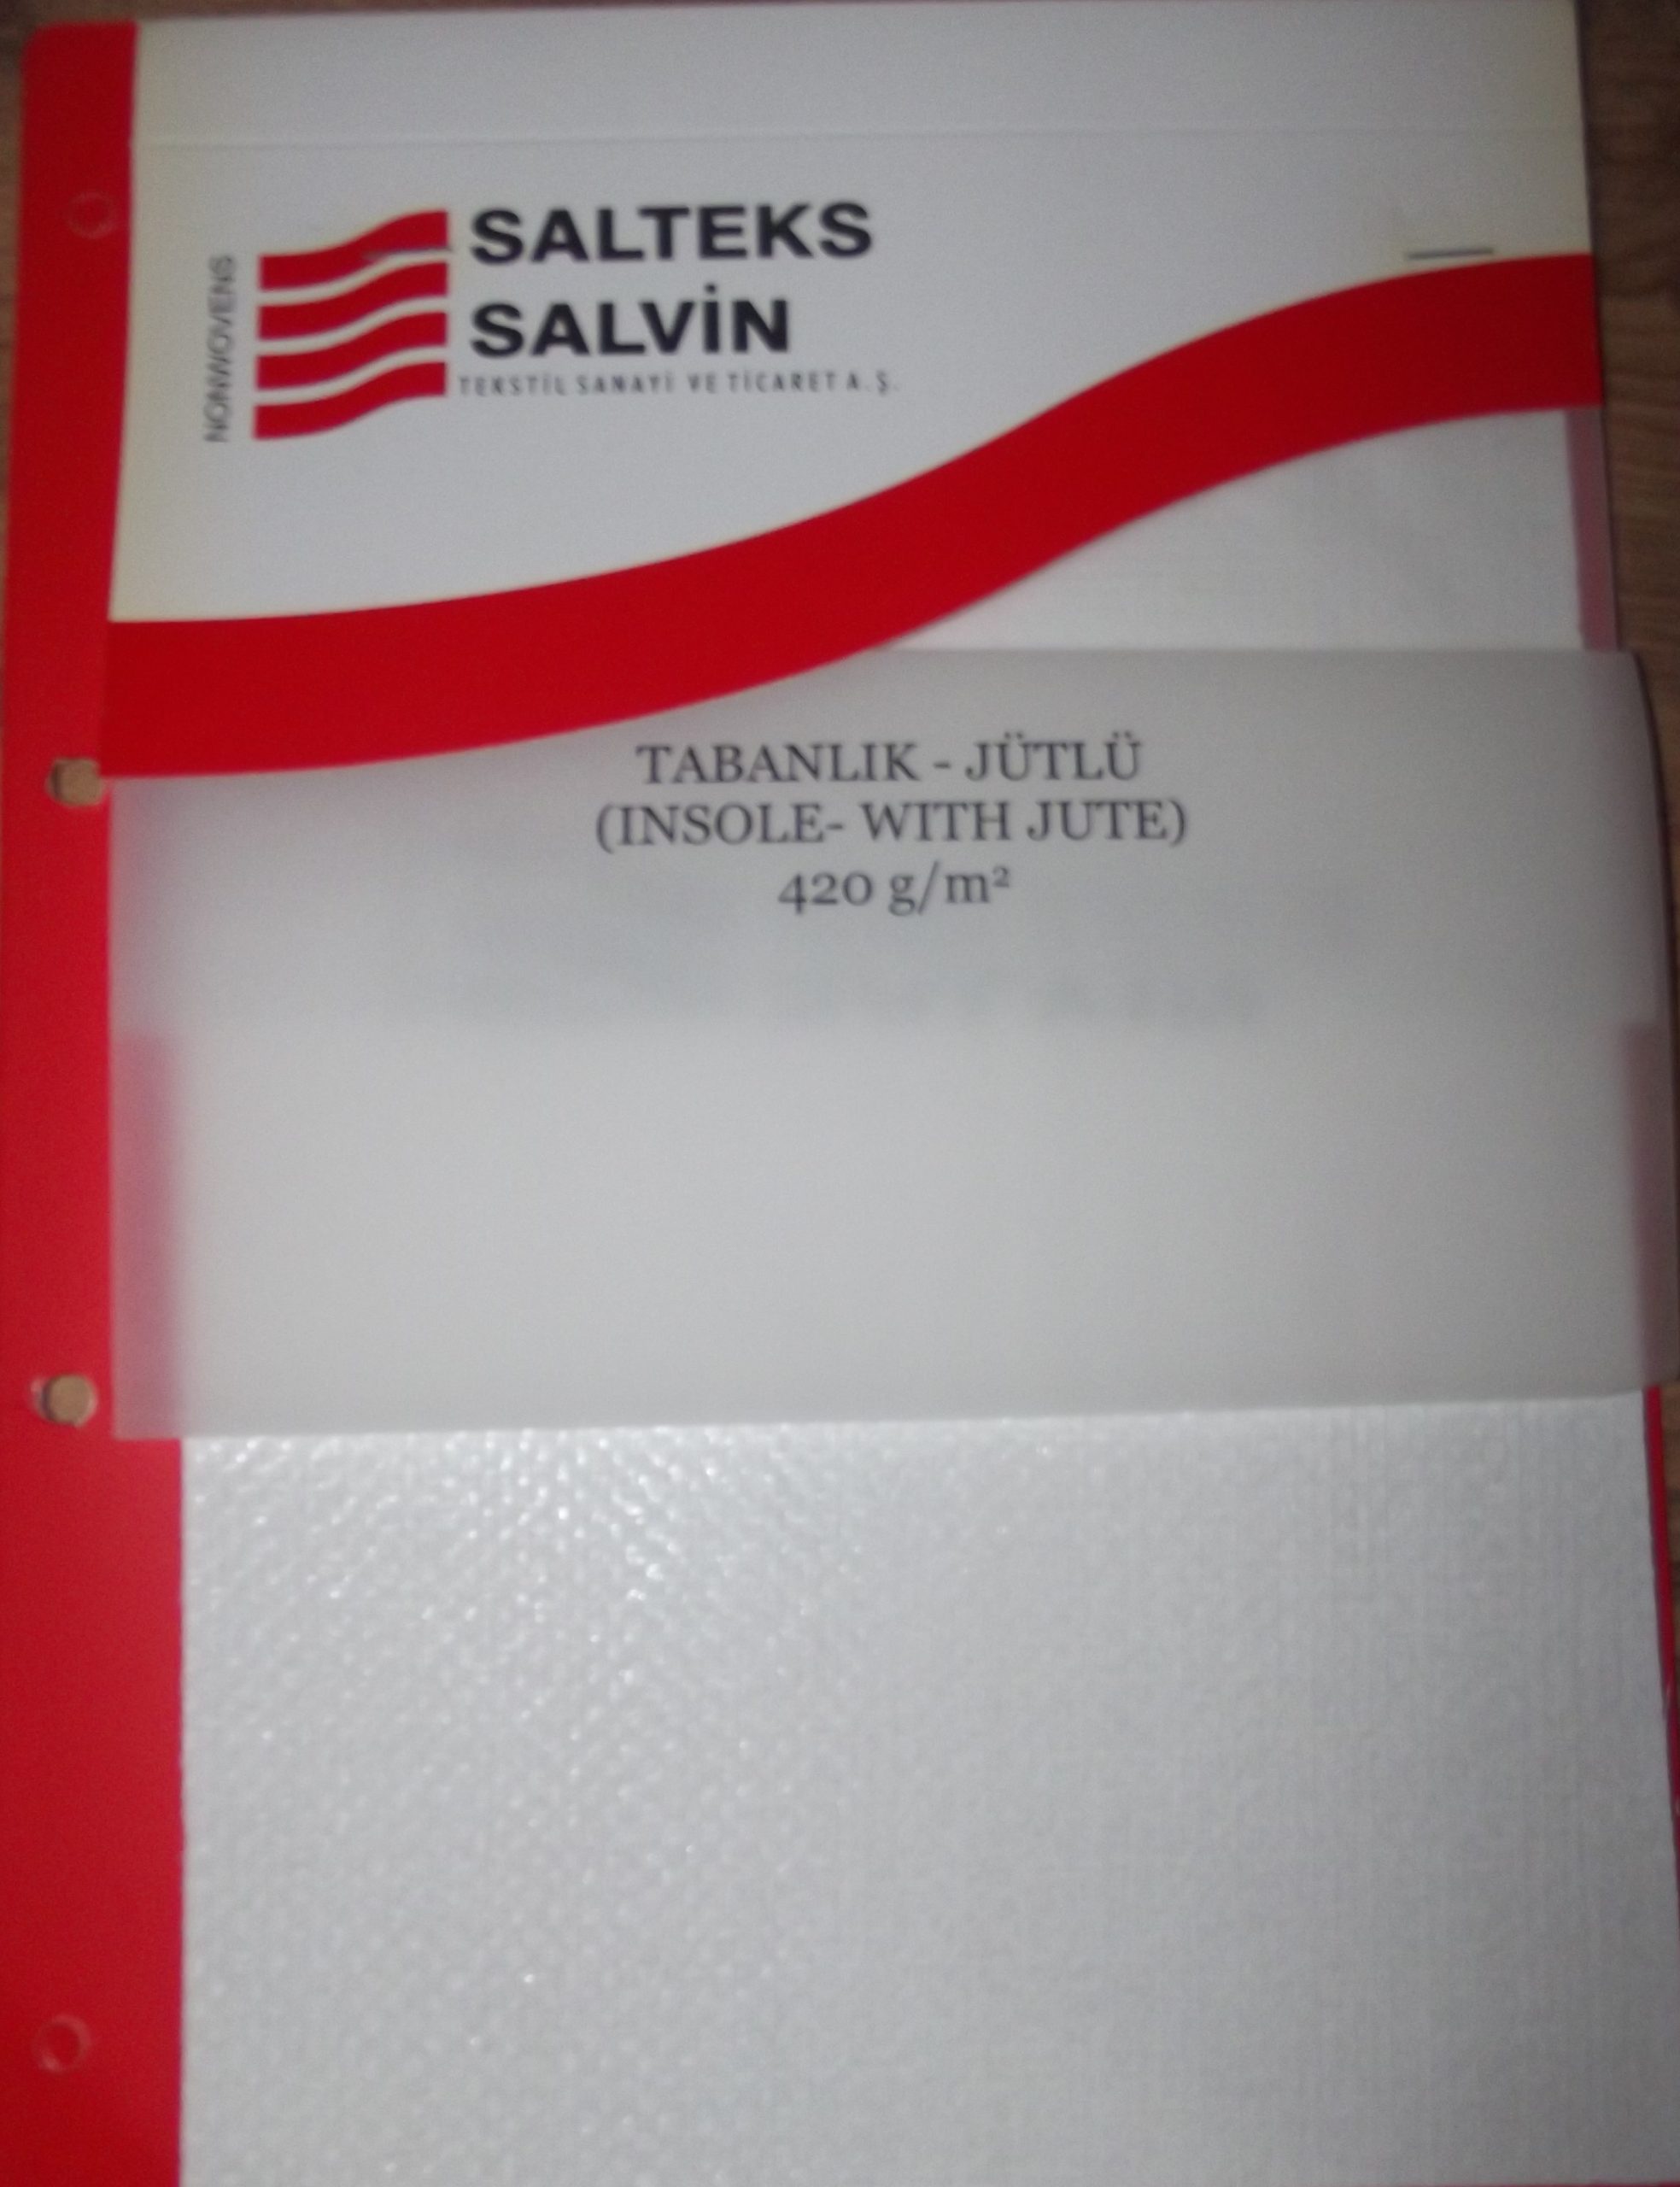 NONWOVENS
SALTEKS
SALVİN
TEKSTİL SANAYİ VE TİCARET A.Ş.
TABANLIK - JÜTLÜ
(INSOLE- WITH JUTE)
420 g/m²